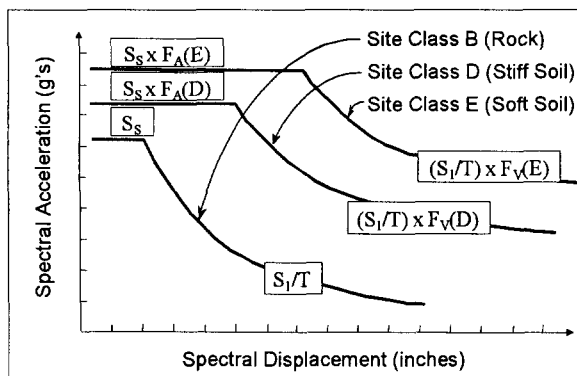 Spectral Acceleration (g's)
S_S x F_A(E)
S_S x F_A(D)
S_S
Site Class B (Rock)
Site Class D (Stiff Soil)
Site Class E (Soft Soil)
(S_1/T) x F_V(E)
(S_1/T) x F_V(D)
S_1/T
Spectral Displacement (inches)